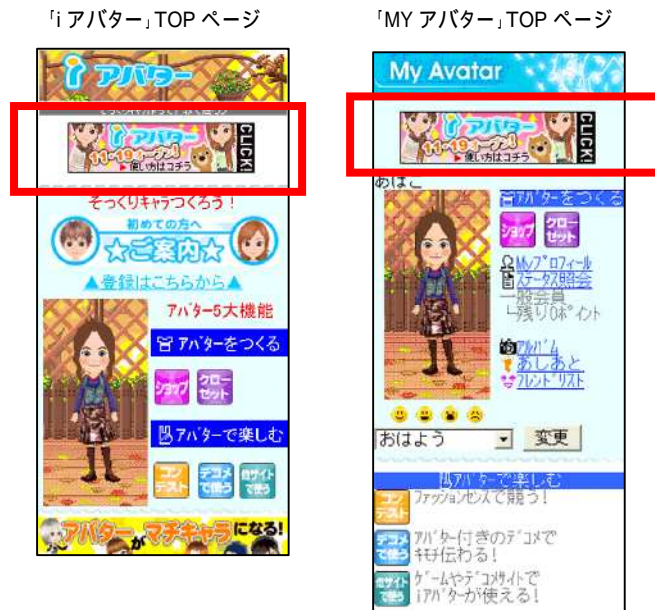 「i アバター」TOP ページ
i アバター
i アバター
11・19オープン!
▶使い方はコチラ
CLICK!
そっくりキャラつくろう!
初めての方へ
☆ご案内☆
▲登録はこちらから▲
アバター5大機能
アバターをつくる
ショップ
クローゼット
アバターで楽しむ
コンテスト
デコメで使う
他サイトで使う
アバターがマチキャラになる!
「MY アバター」TOP ページ
My Avatar
i アバター
11・19オープン!
▶使い方はコチラ
CLICK!
あほこ
アバターをつくる
ショップ
クローゼット
Myプロフィール
ステータス照会
一般会員
└残り0ポイント
アルバム
あしあと
フレンドリスト
おはよう
変更
アバターで楽しむ
コンテスト
ファッションセンスで競う!
デコメで使う
アバター付きのデコメで
キモチ伝わる!
他サイトで使う
ゲームやデコメサイトで
iアバターが使える!